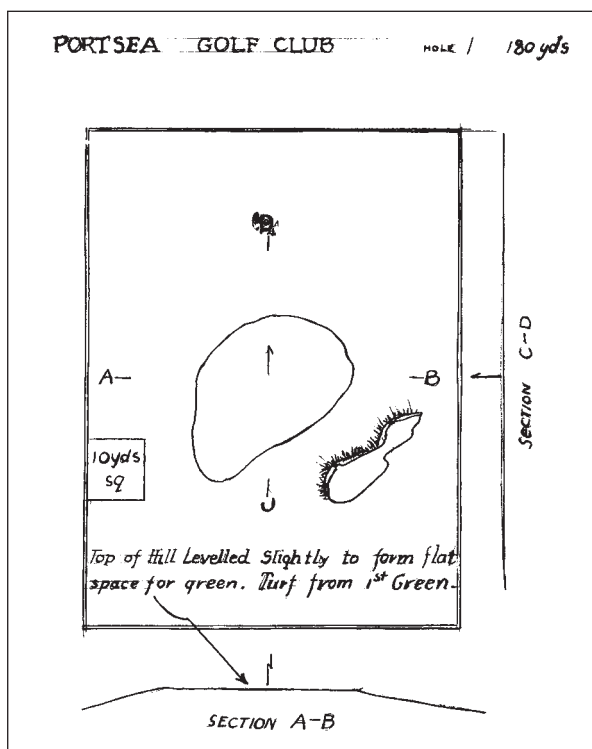 PORTSEA GOLF CLUB HOLE 1 180 yds
A
B
SECTION C-D
10yds
sq
Top of Hill Levelled Slightly to form flat
space for green. Turf from 1st Green.
SECTION A-B